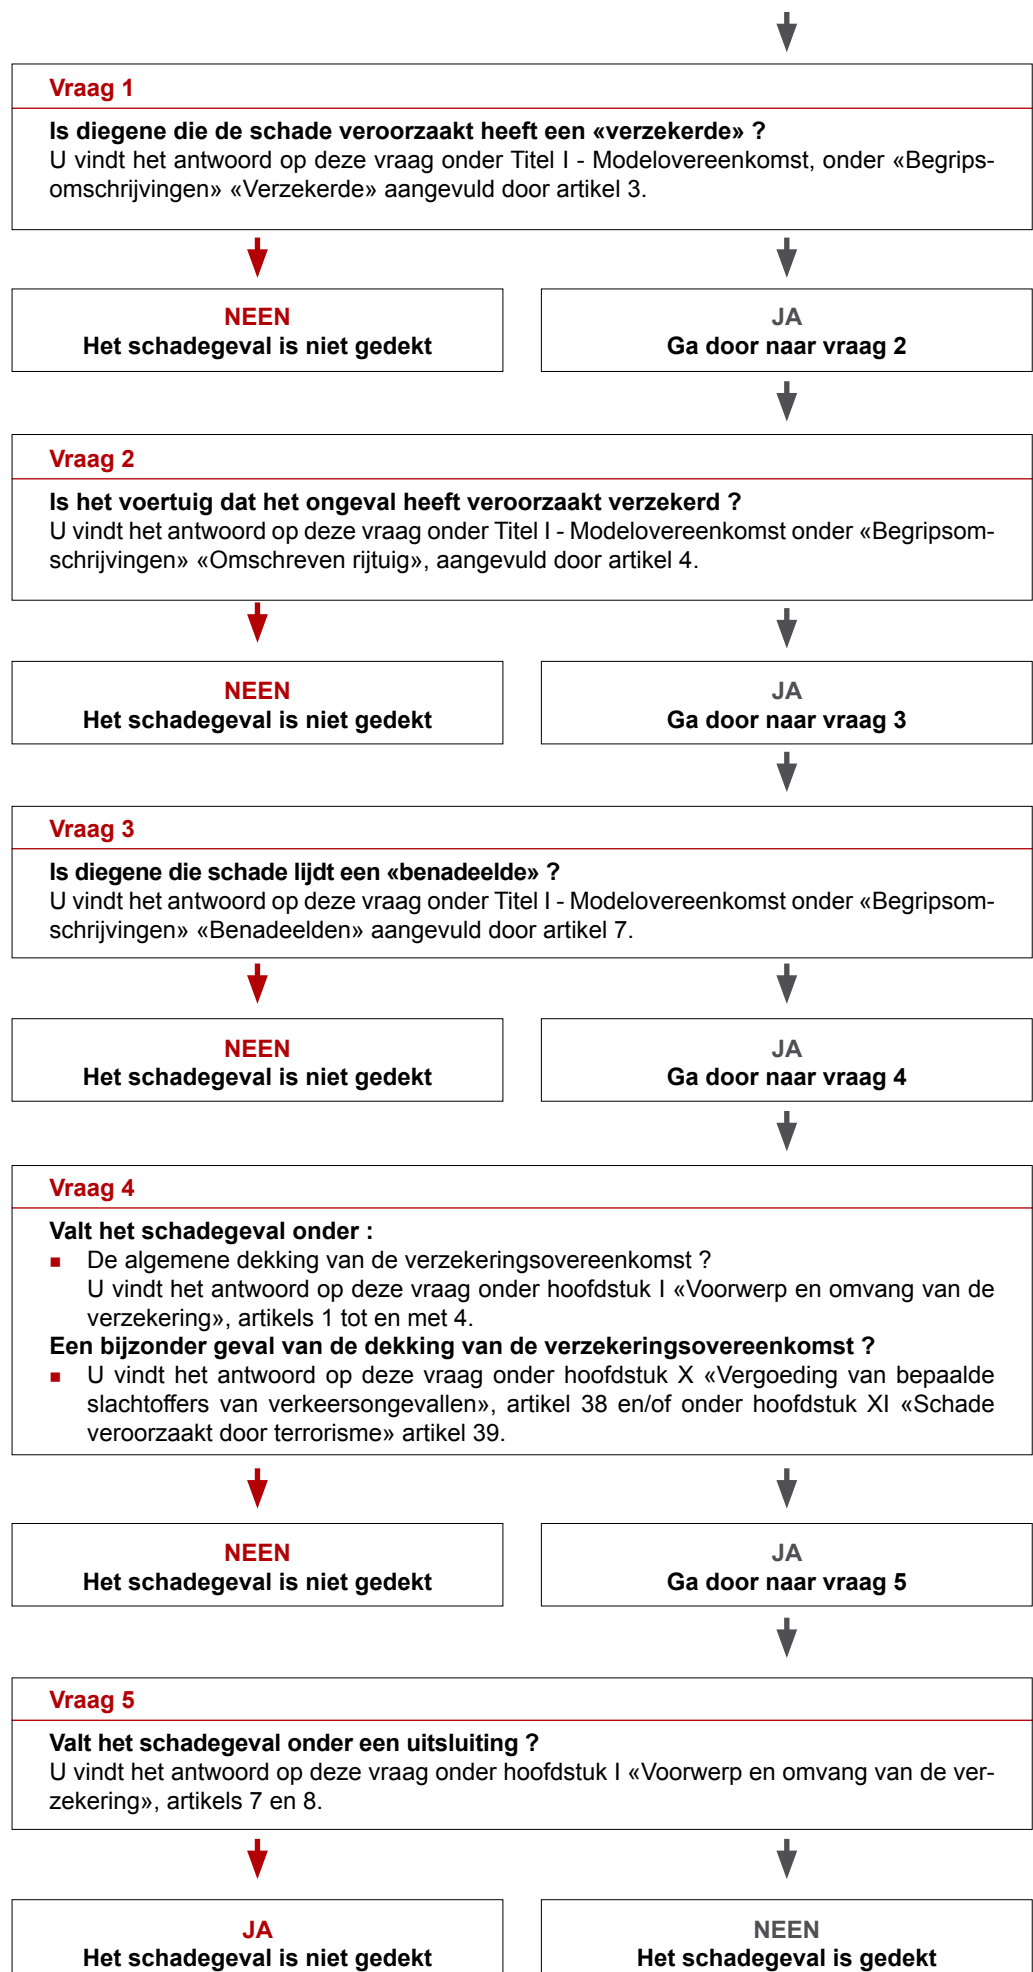 Vraag 1
Is diegene die de schade veroorzaakt heeft een «verzekerde» ?
U vindt het antwoord op deze vraag onder Titel I - Modelovereenkomst, onder «Begrips-
omschrijvingen» «Verzekerde» aangevuld door artikel 3.
NEEN
Het schadegeval is niet gedekt
JA
Ga door naar vraag 2
Vraag 2
Is het voertuig dat het ongeval heeft veroorzaakt verzekerd ?
U vindt het antwoord op deze vraag onder Titel I - Modelovereenkomst onder «Begripsom-
schrijvingen» «Omschreven rijtuig», aangevuld door artikel 4.
NEEN
Het schadegeval is niet gedekt
JA
Ga door naar vraag 3
Vraag 3
Is diegene die schade lijdt een «benadeelde» ?
U vindt het antwoord op deze vraag onder Titel I - Modelovereenkomst onder «Begripsom-
schrijvingen» «Benadeelden» aangevuld door artikel 7.
NEEN
Het schadegeval is niet gedekt
JA
Ga door naar vraag 4
Vraag 4
Valt het schadegeval onder :
■ De algemene dekking van de verzekeringsovereenkomst ?
U vindt het antwoord op deze vraag onder hoofdstuk I «Voorwerp en omvang van de
verzekering», artikels 1 tot en met 4.
Een bijzonder geval van de dekking van de verzekeringsovereenkomst ?
■ U vindt het antwoord op deze vraag onder hoofdstuk X «Vergoeding van bepaalde
slachtoffers van verkeersongevallen», artikel 38 en/of onder hoofdstuk XI «Schade
veroorzaakt door terrorisme» artikel 39.
NEEN
Het schadegeval is niet gedekt
JA
Ga door naar vraag 5
Vraag 5
Valt het schadegeval onder een uitsluiting ?
U vindt het antwoord op deze vraag onder hoofdstuk I «Voorwerp en omvang van de ver-
zekering», artikels 7 en 8.
JA
Het schadegeval is niet gedekt
NEEN
Het schadegeval is gedekt